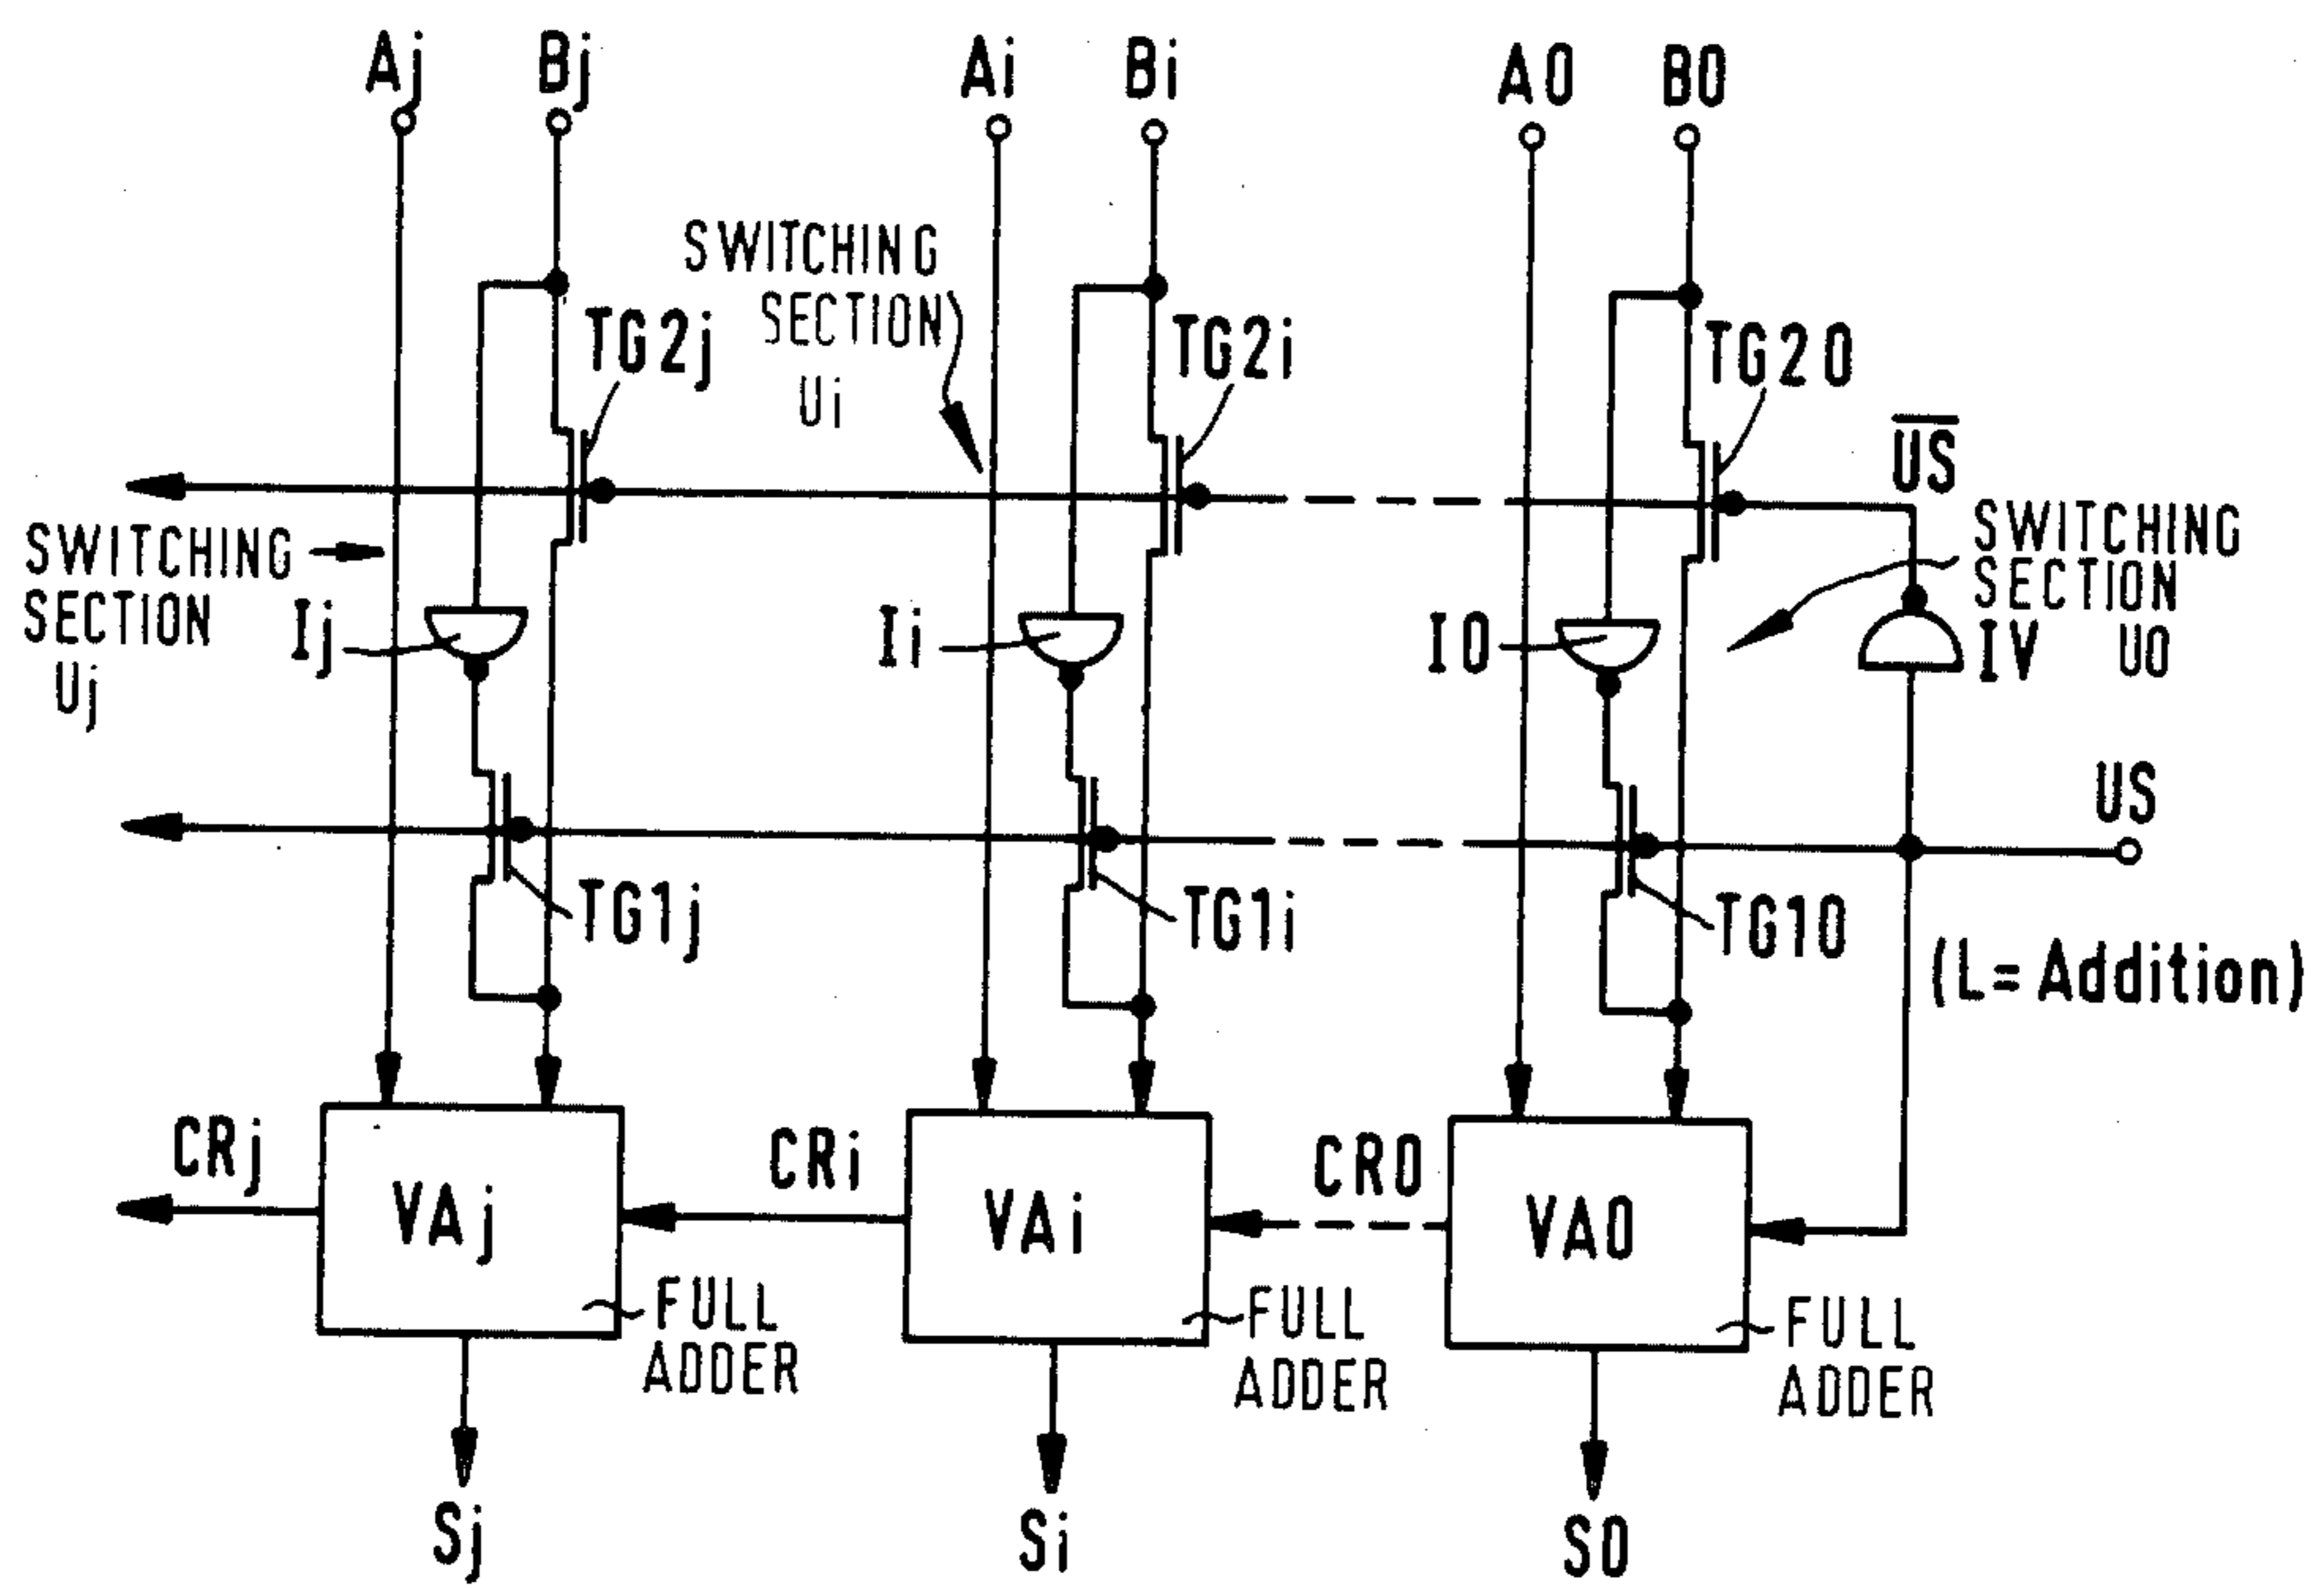 Aj
Bj
Ai
Bi
A0
B0
SWITCHING
SECTION
Ui
TG2j
TG2i
TG20
U̅S̅
SWITCHING
SECTION
Uj
Ij
Ii
I0
IV
SWITCHING
SECTION
U0
US
TG1j
TG1i
TG10
(L= Addition)
CRj
VAj
CRi
VAi
CR0
VA0
FULL
ADDER
FULL
ADDER
FULL
ADDER
Sj
Si
S0